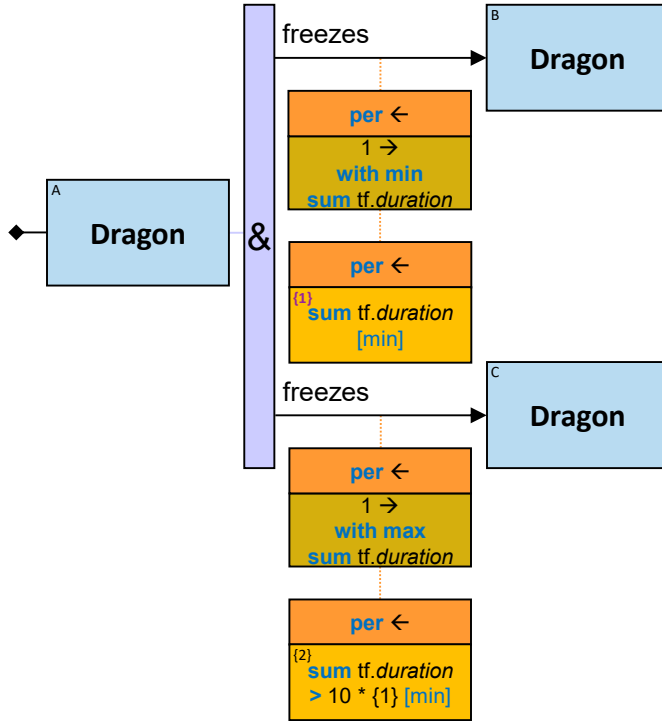 freezes
B
Dragon
per ←
1 →
with min
sum tf.duration
A
Dragon
&
per ←
{1}
sum tf.duration
[min]
freezes
C
Dragon
per ←
1 →
with max
sum tf.duration
per ←
{2}
sum tf.duration
> 10 * {1} [min]